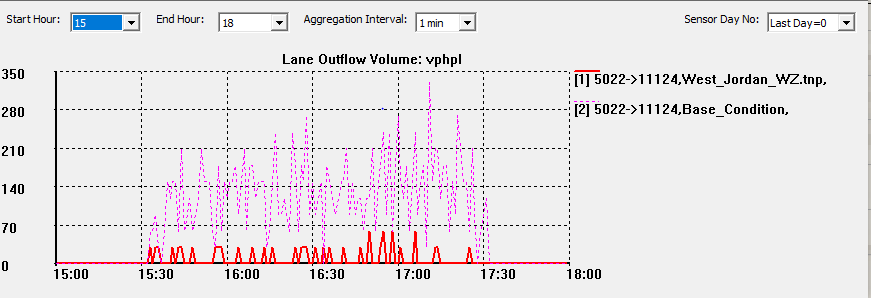 Start Hour: 15 End Hour: 18 Aggregation Interval: 1 min Sensor Day No: Last Day=0
Lane Outflow Volume: vphpl
350
280
210
140
70
0
15:00 15:30 16:00 16:30 17:00 17:30 18:00
[1] 5022->11124,West_Jordan_WZ.tnp,
[2] 5022->11124,Base_Condition,